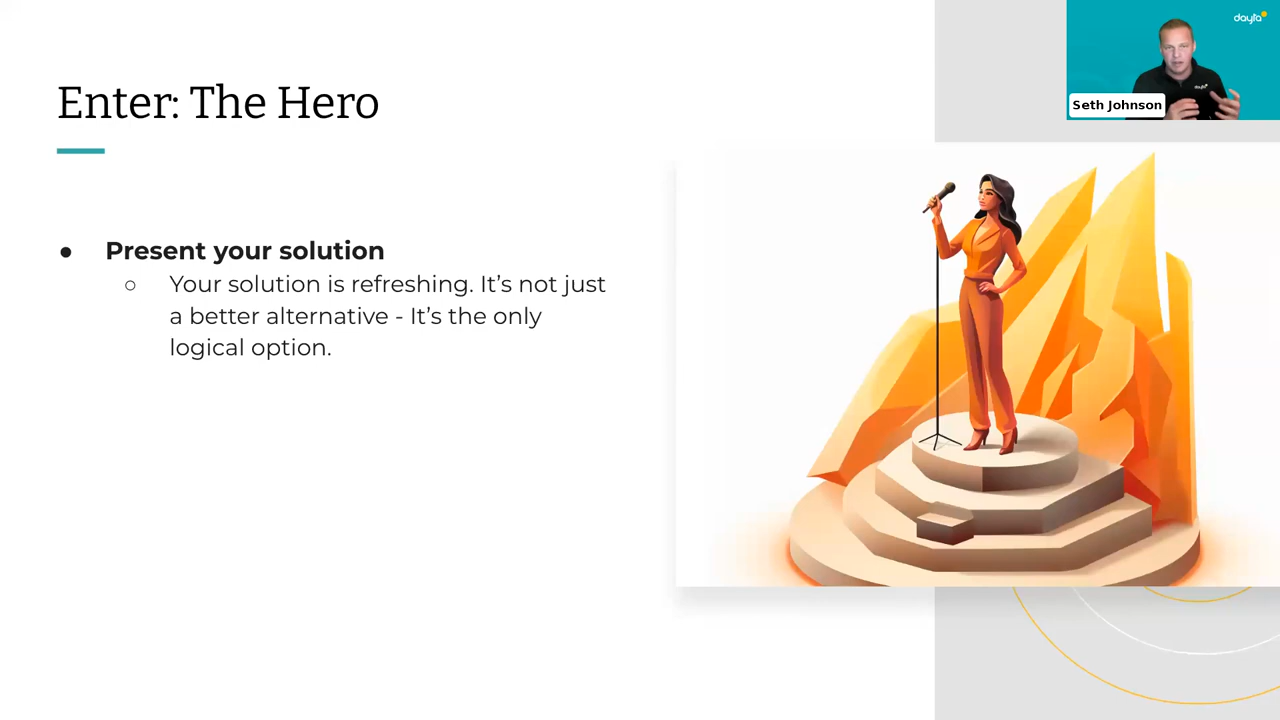 dayta
dayta
Seth Johnson
Enter: The Hero
● Present your solution
○ Your solution is refreshing. It’s not just
a better alternative - It’s the only
logical option.